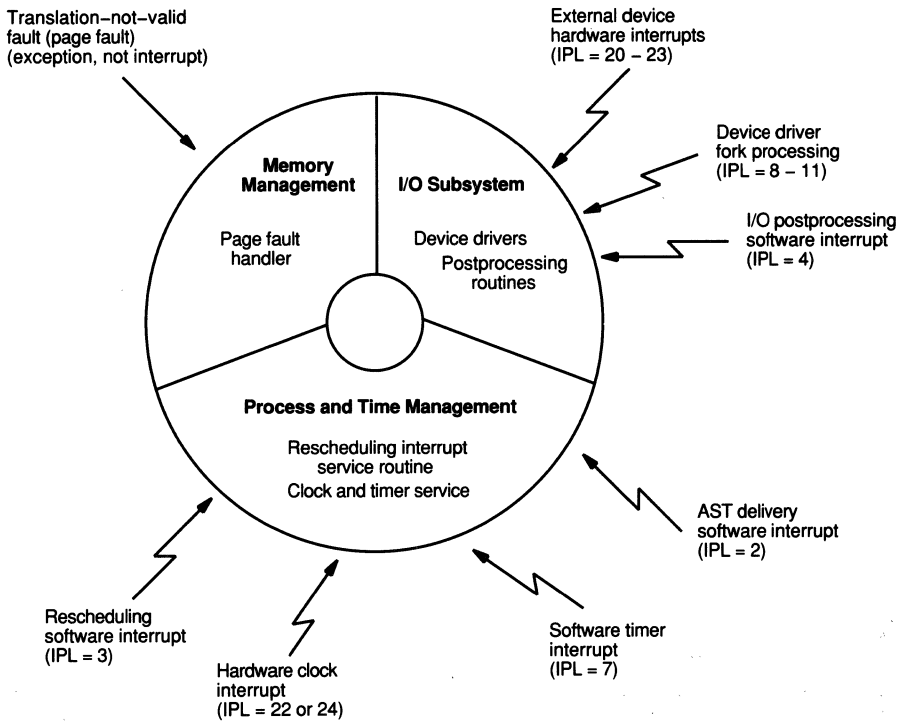 Translation-not-valid
fault (page fault)
(exception, not interrupt)
External device
hardware interrupts
(IPL = 20 – 23)
Device driver
fork processing
(IPL = 8 – 11)
I/O postprocessing
software interrupt
(IPL = 4)
Memory
Management
Page fault
handler
I/O Subsystem
Device drivers
Postprocessing
routines
Process and Time Management
Rescheduling interrupt
service routine
Clock and timer service
AST delivery
software interrupt
(IPL = 2)
Software timer
interrupt
(IPL = 7)
Hardware clock
interrupt
(IPL = 22 or 24)
Rescheduling
software interrupt
(IPL = 3)